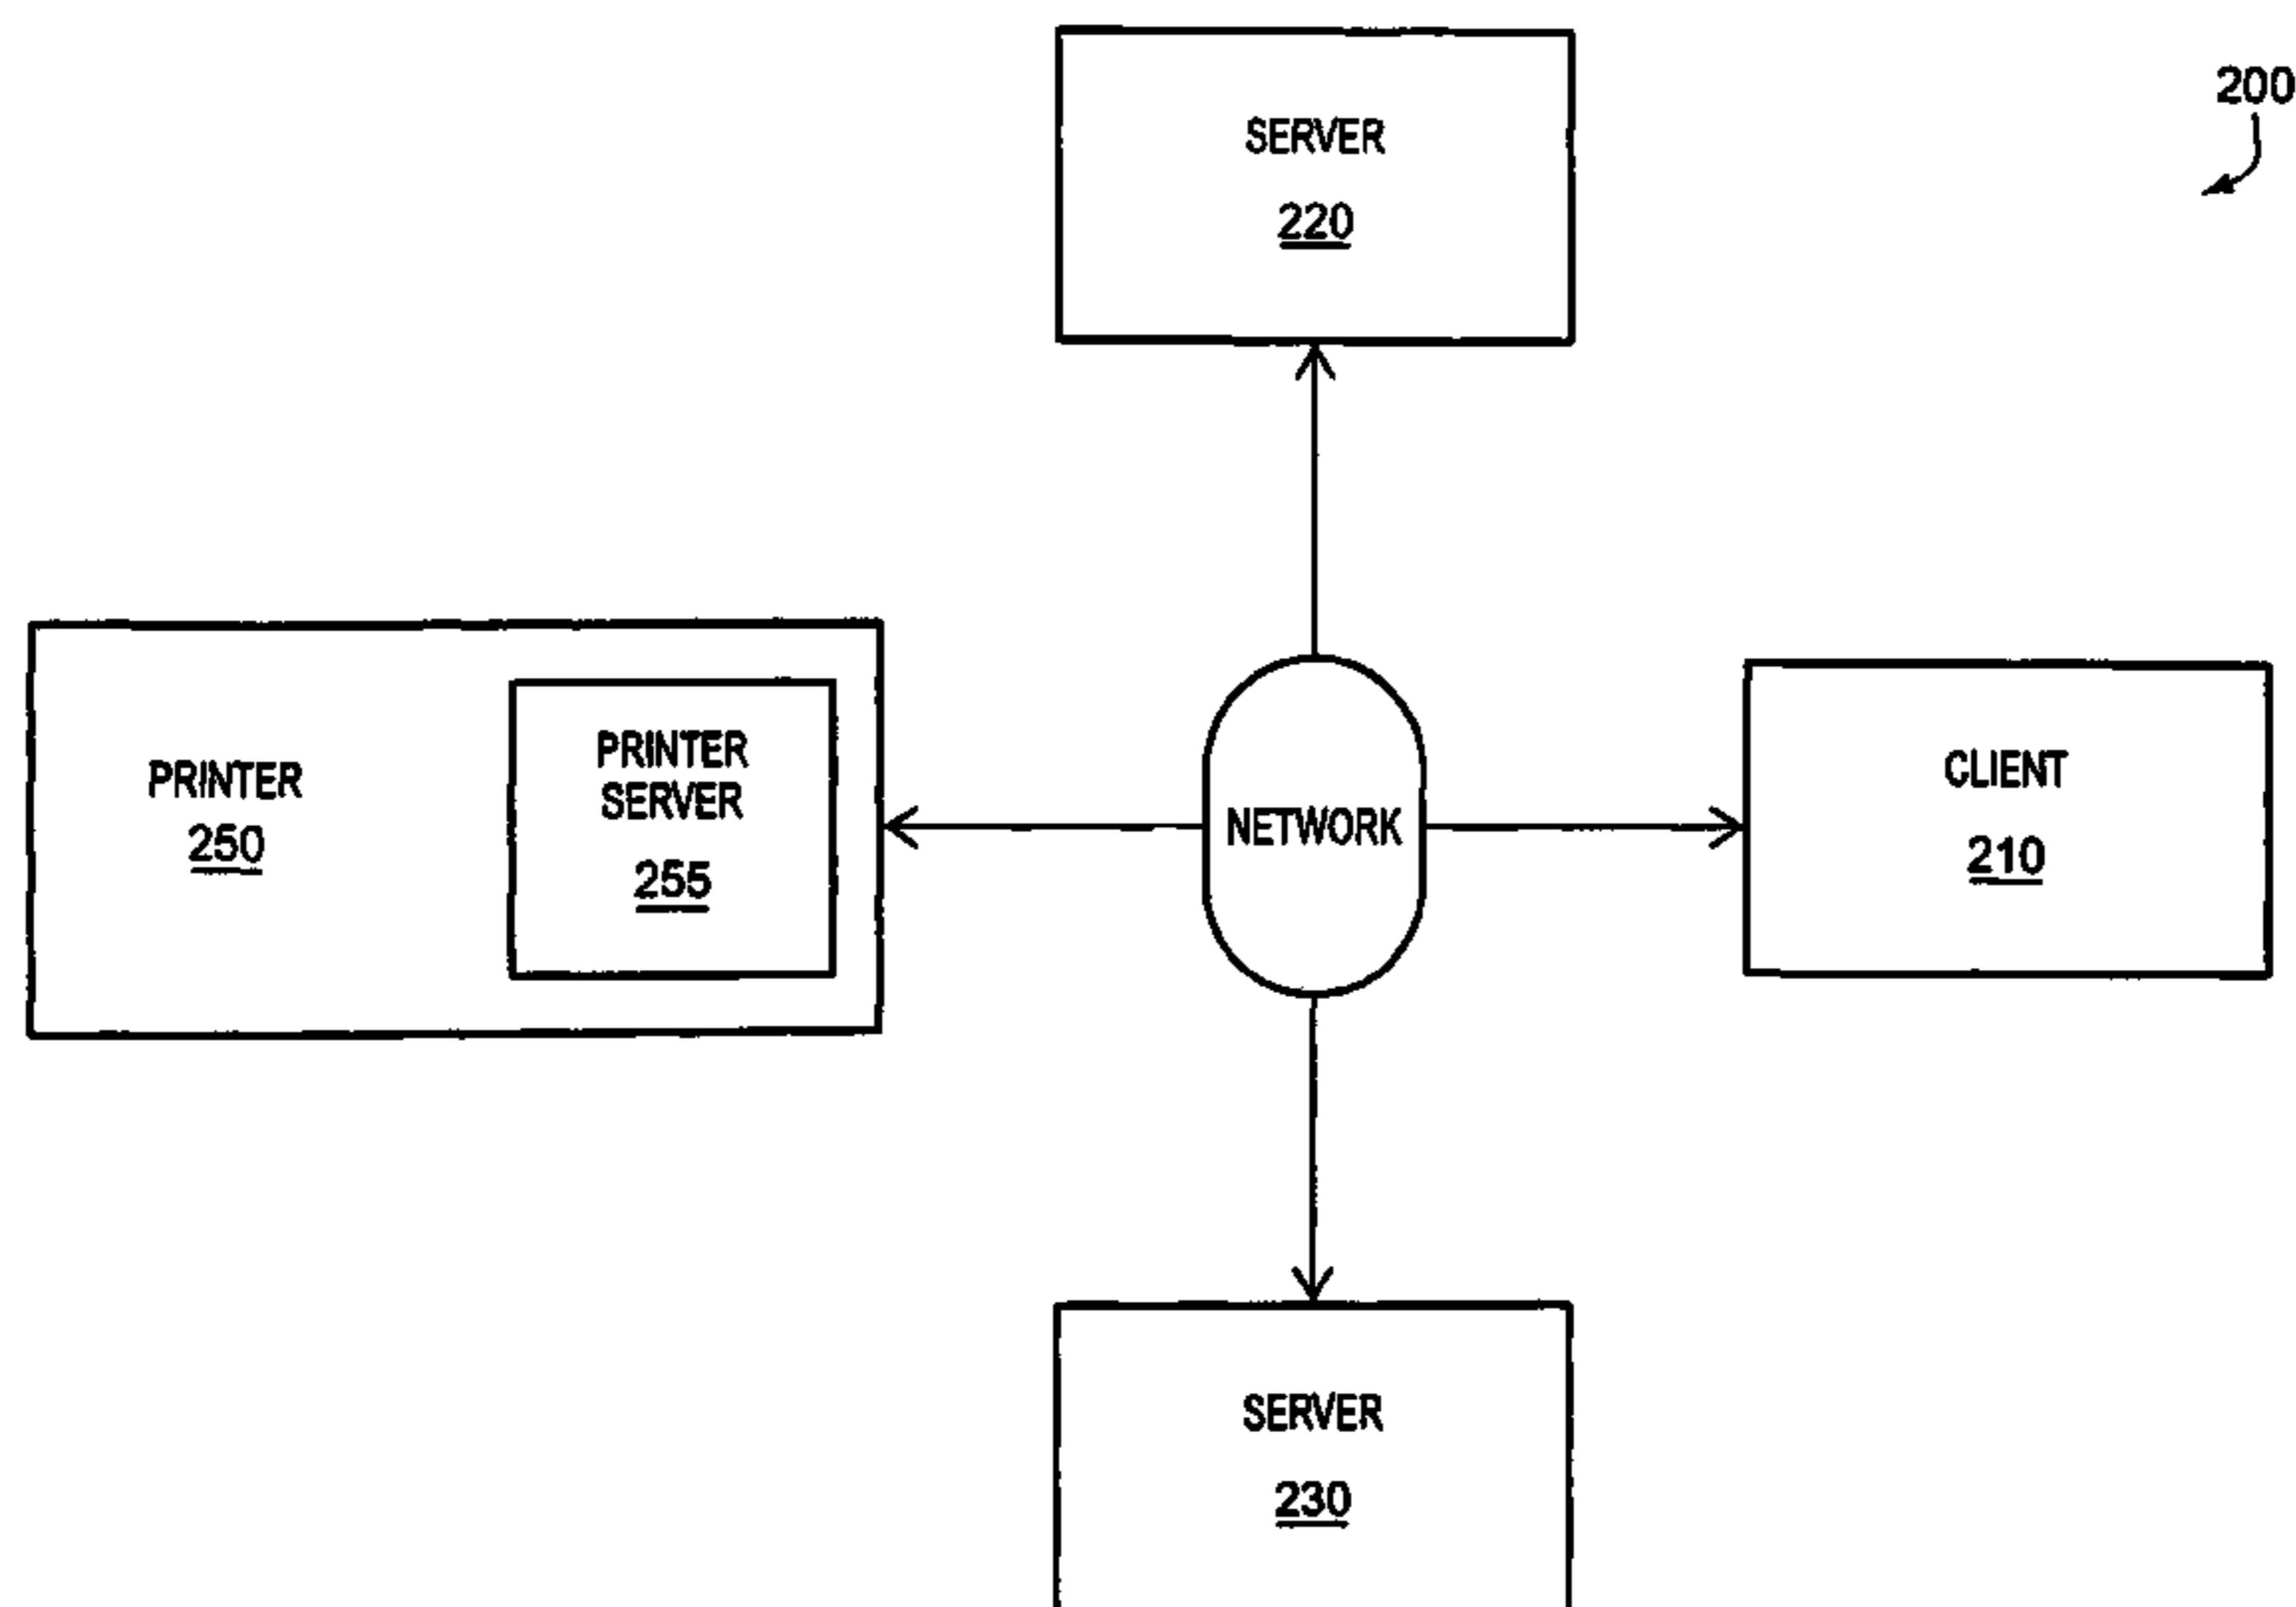 200
SERVER
220
PRINTER
250
PRINTER
SERVER
255
NETWORK
CLIENT
210
SERVER
230